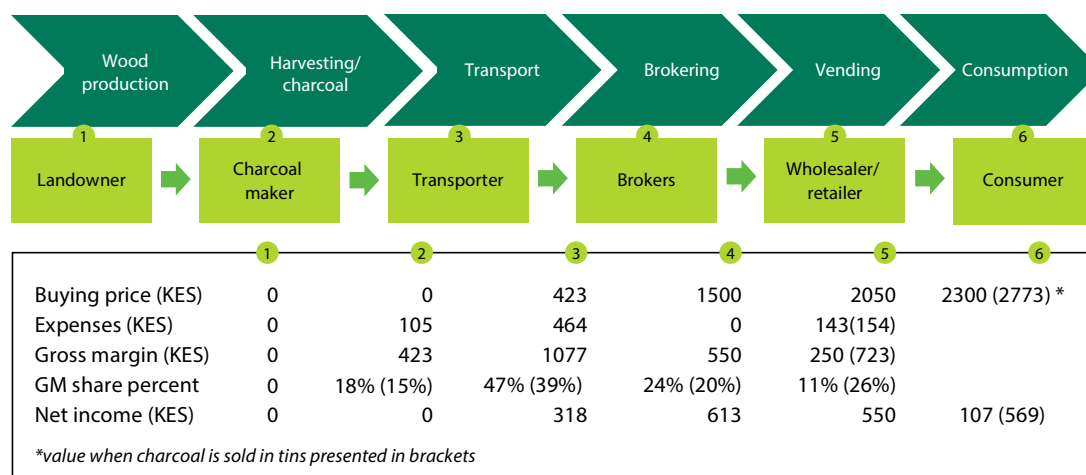 Wood production
Harvesting/ charcoal
Transport
Brokering
Vending
Consumption
1 2 3 4 5 6
Landowner
Charcoal maker
Transporter
Brokers
Wholesaler/ retailer
Consumer
1 2 3 4 5 6
Buying price (KES) 0 0 423 1500 2050 2300 (2773) *
Expenses (KES) 0 105 464 0 143(154)
Gross margin (KES) 0 423 1077 550 250 (723)
GM share percent 0 18% (15%) 47% (39%) 24% (20%) 11% (26%)
Net income (KES) 0 0 318 613 550 107 (569)
*value when charcoal is sold in tins presented in brackets